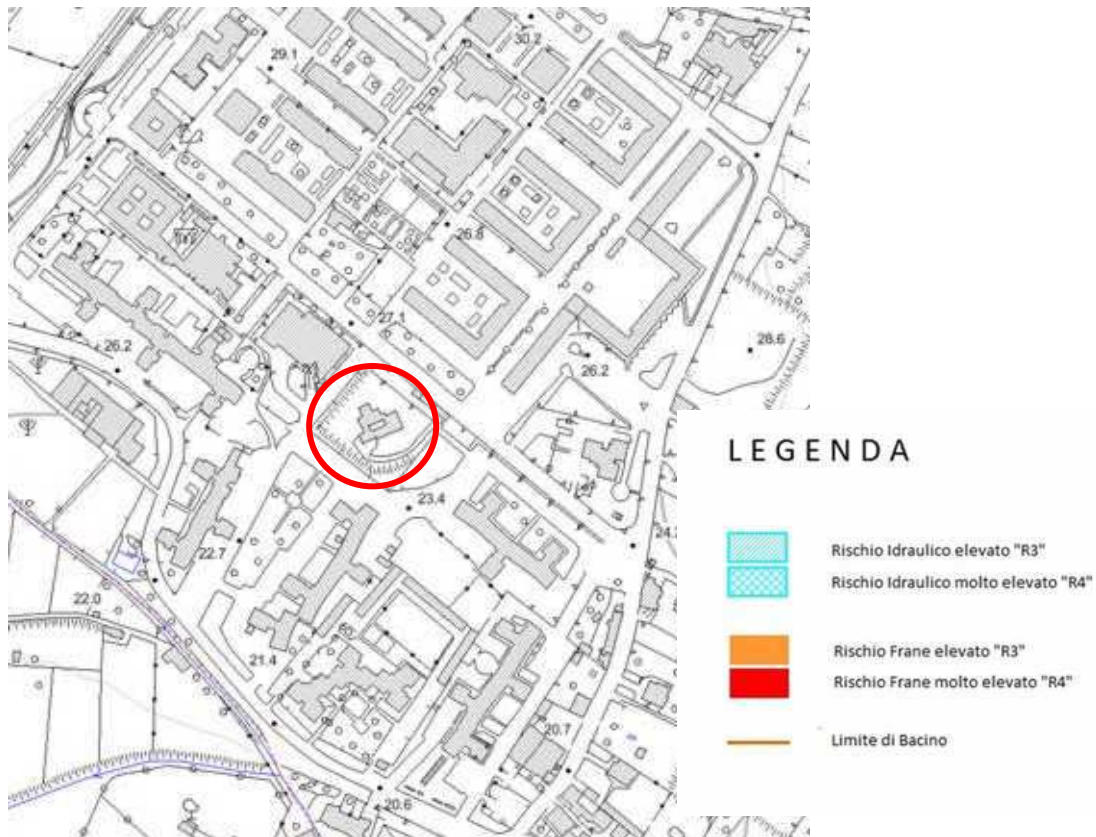 30.2
29.1
26.8
27.1
28.6
26.2
26.2
23.4
24.
22.7
22.0
21.4
20.7
20.6
LEGENDA
Rischio Idraulico elevato "R3"
Rischio Idraulico molto elevato "R4"
Rischio Frane elevato "R3"
Rischio Frane molto elevato "R4"
Limite di Bacino